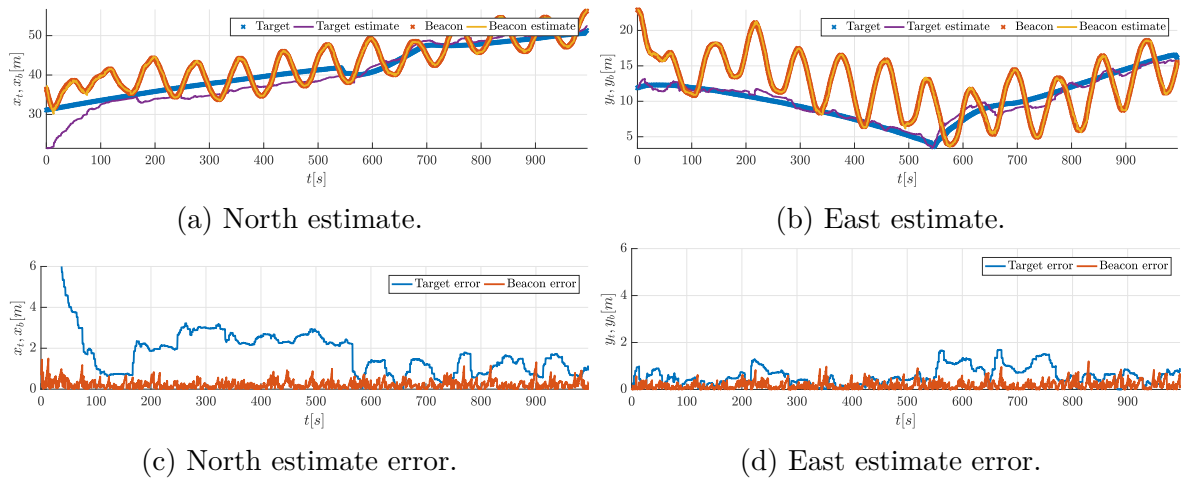 Target Target estimate Beacon Beacon estimate
50
40
30
x_t, x_b[m]
0 100 200 300 400 500 600 700 800 900
t[s]
(a) North estimate.
Target Target estimate Beacon Beacon estimate
20
15
10
5
y_t, y_b[m]
0 100 200 300 400 500 600 700 800 900
t[s]
(b) East estimate.
Target error Beacon error
6
4
2
0
x_t, x_b[m]
0 100 200 300 400 500 600 700 800 900
t[s]
(c) North estimate error.
Target error Beacon error
6
4
2
0
y_t, y_b[m]
0 100 200 300 400 500 600 700 800 900
t[s]
(d) East estimate error.